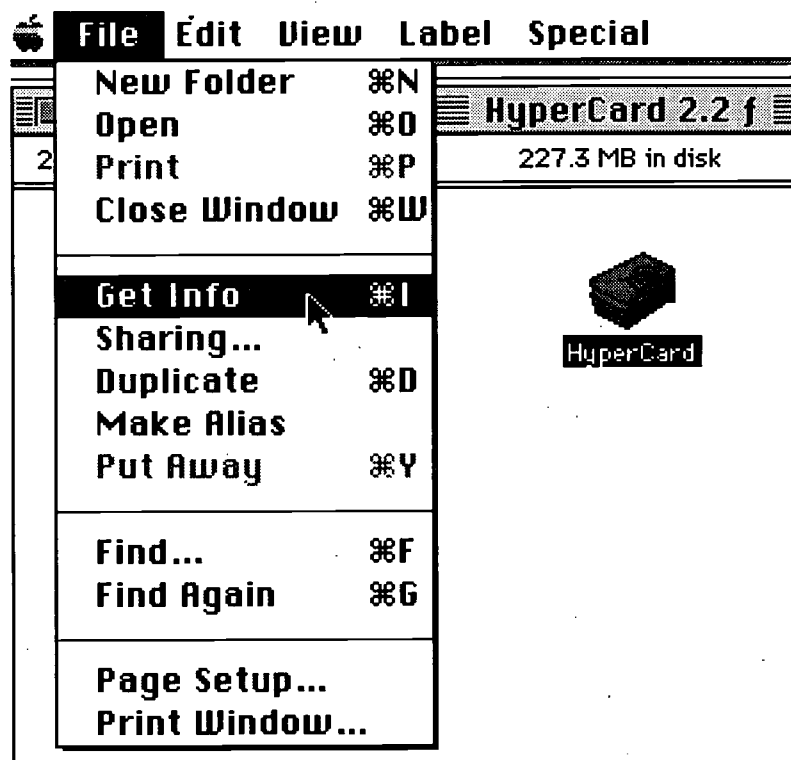 File Edit View Label Special
New Folder ⌘N
Open ⌘O
Print ⌘P
Close Window ⌘W
Get Info ⌘I
Sharing...
Duplicate ⌘D
Make Alias
Put Away ⌘Y
Find... ⌘F
Find Again ⌘G
Page Setup...
Print Window...
HyperCard 2.2 ƒ
2
227.3 MB in disk
HyperCard